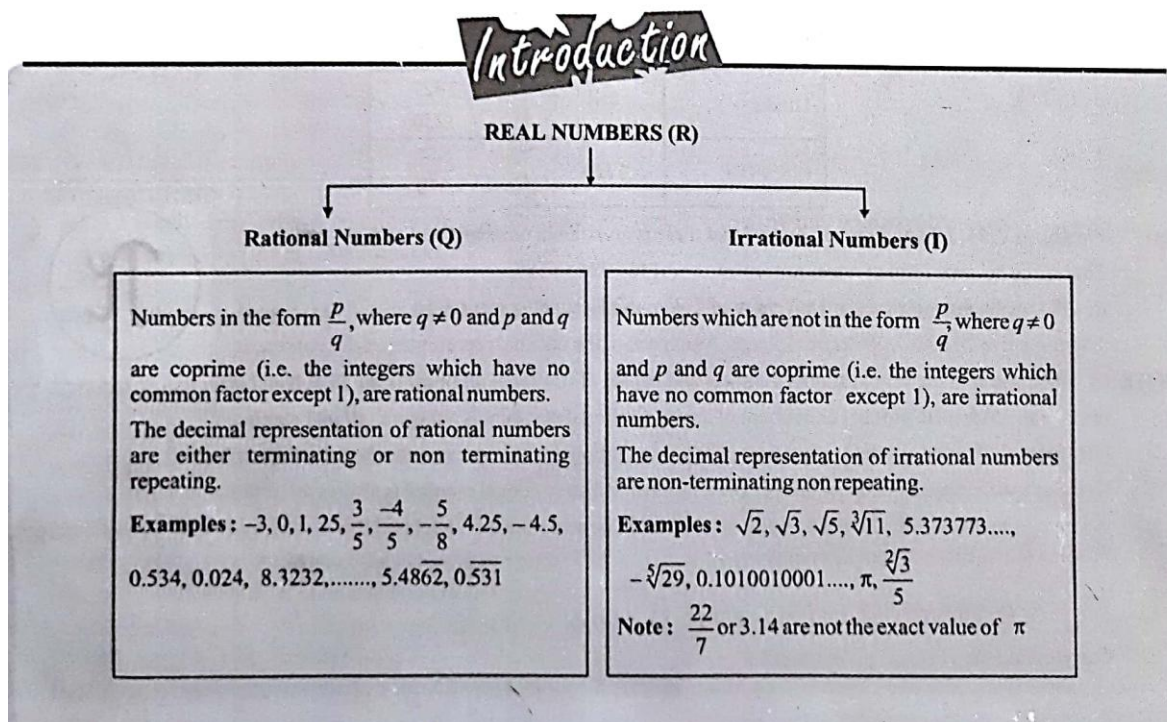 Introduction
REAL NUMBERS (R)
Rational Numbers (Q)
Numbers in the form p/q, where q ≠ 0 and p and q
are coprime (i.e. the integers which have no
common factor except 1), are rational numbers.
The decimal representation of rational numbers
are either terminating or non terminating
repeating.
Examples : −3, 0, 1, 25, 3/5, −4/5, −5/8, 4.25, − 4.5,
0.534, 0.024, 8.3232,......., 5.486̅2̅, 0.5̅3̅1̅
Irrational Numbers (I)
Numbers which are not in the form p/q, where q ≠ 0
and p and q are coprime (i.e. the integers which
have no common factor except 1), are irrational
numbers.
The decimal representation of irrational numbers
are non-terminating non repeating.
Examples : √2, √3, √5, ∛11, 5.373773....,
− ⁵√29, 0.1010010001...., π, ∛3/5
Note : 22/7 or 3.14 are not the exact value of π